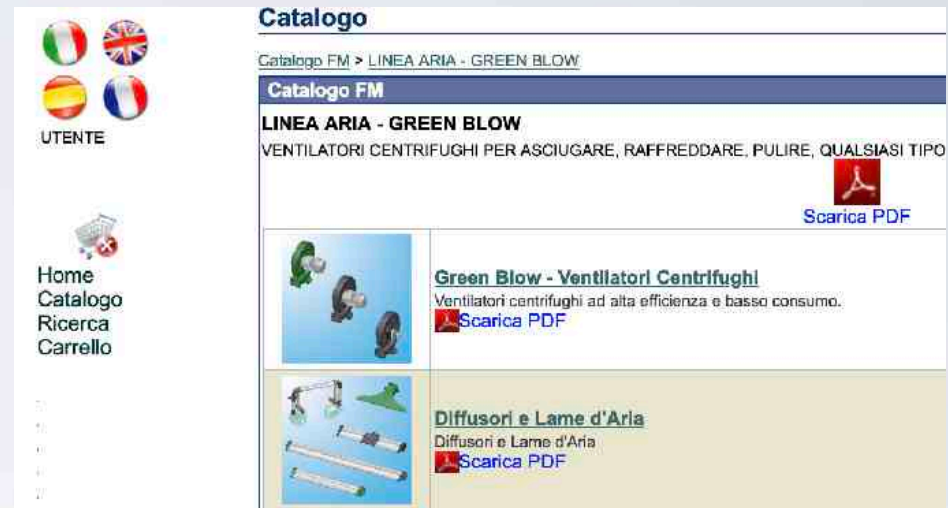 Catalogo
Catalogo FM > LINEA ARIA - GREEN BLOW
Catalogo FM
LINEA ARIA - GREEN BLOW
VENTILATORI CENTRIFUGHI PER ASCIUGARE, RAFFREDDARE, PULIRE, QUALSIASI TIPO
Scarica PDF
UTENTE
Home
Catalogo
Ricerca
Carrello
Green Blow - Ventilatori Centrifughi
Ventilatori centrifughi ad alta efficienza e basso consumo.
Scarica PDF
Diffusori e Lame d'Aria
Diffusori e Lame d'Aria
Scarica PDF